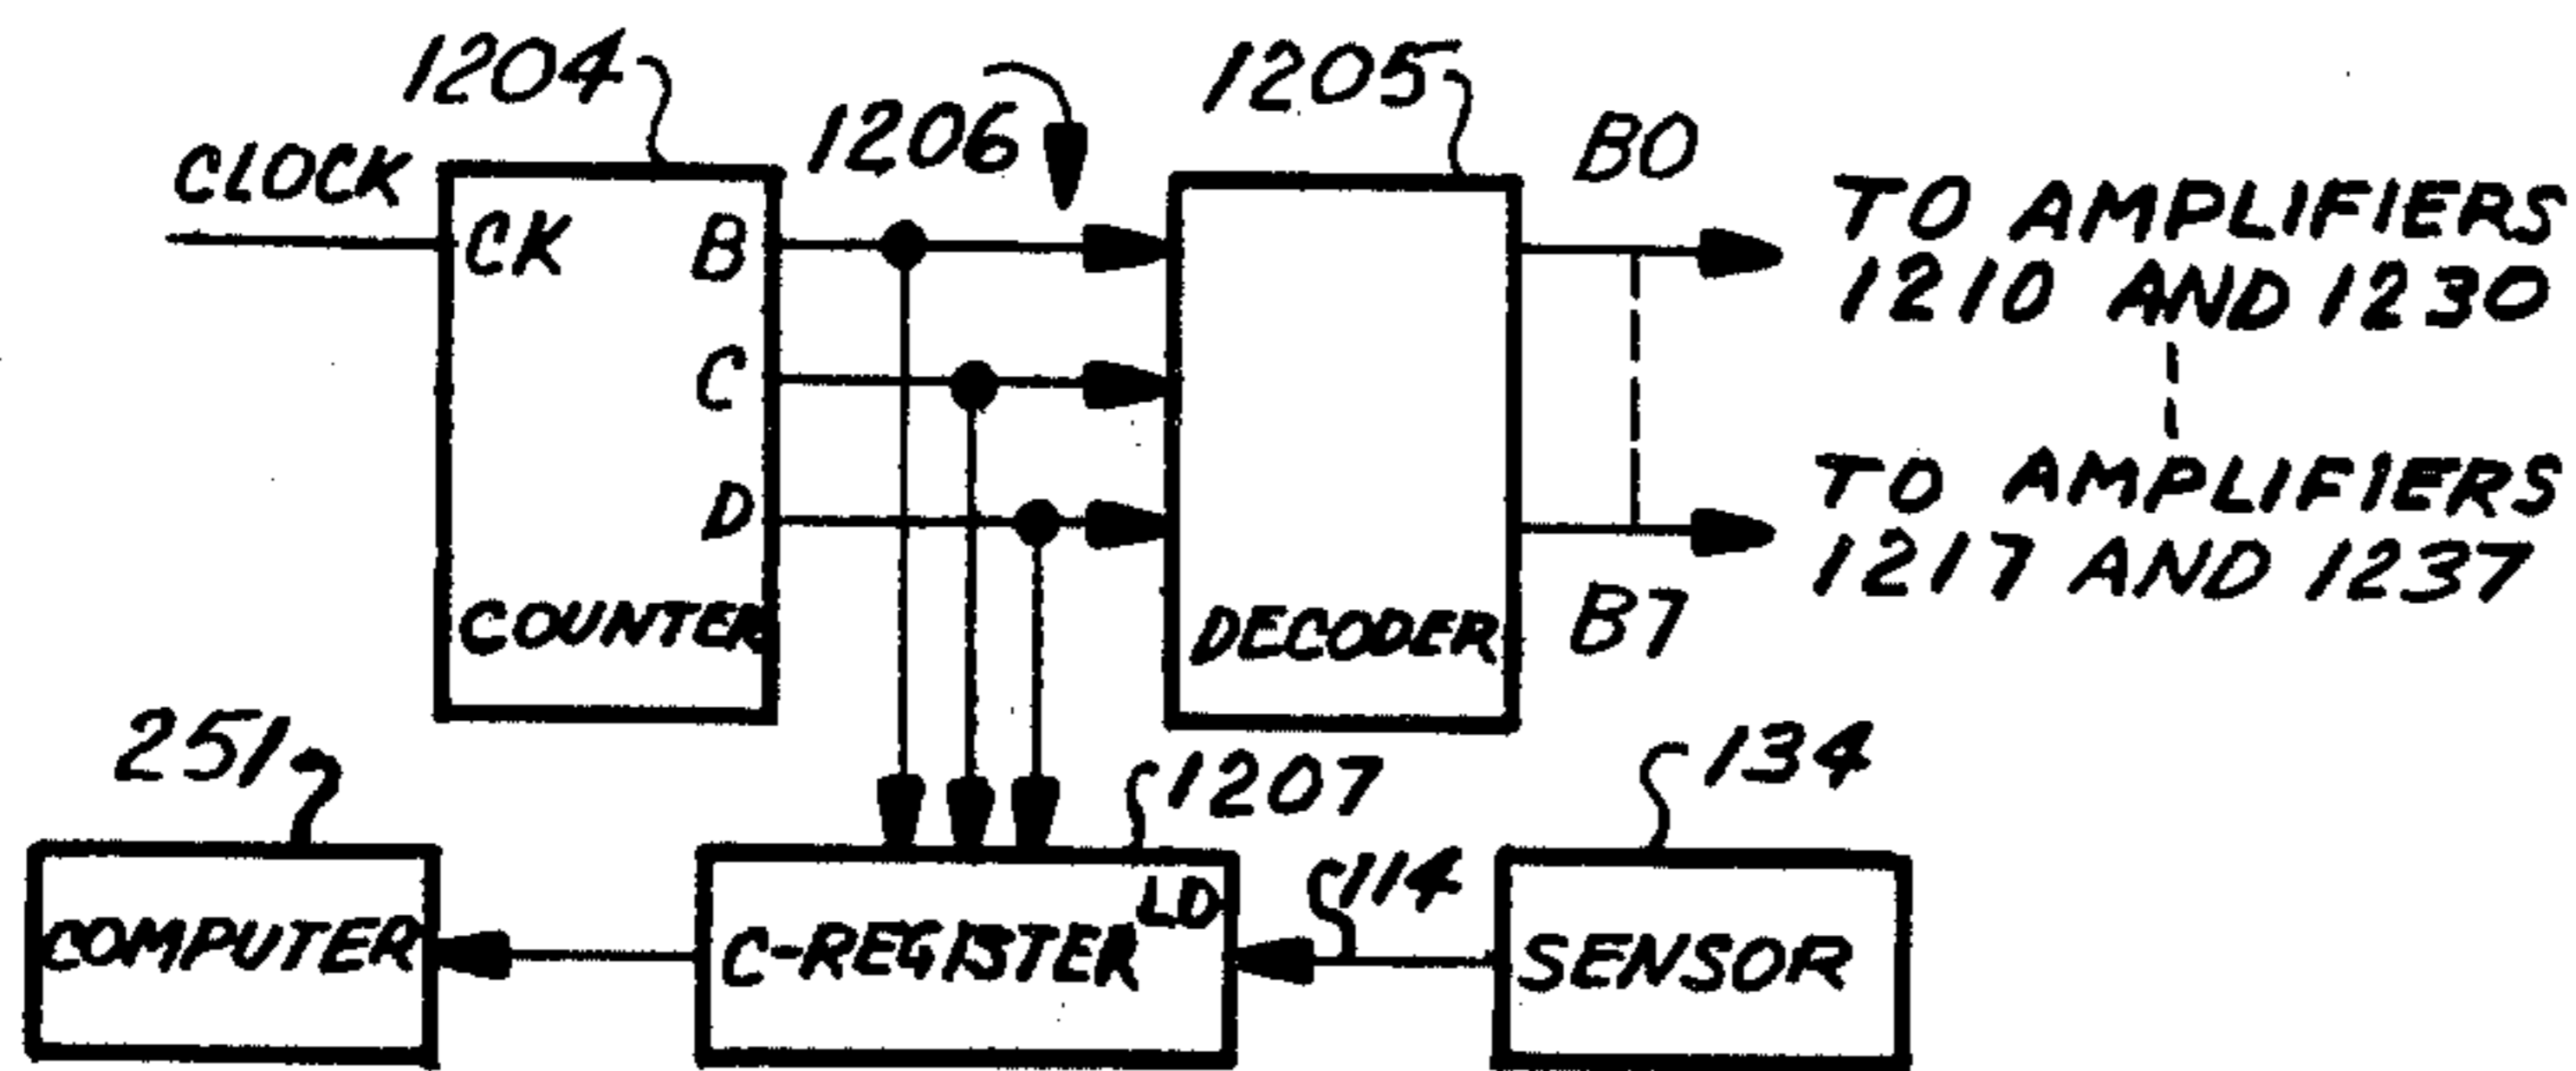 1204
1206
1205
CLOCK
CK
B
C
D
COUNTER
DECODER
B0
TO AMPLIFIERS
1210 AND 1230
TO AMPLIFIERS
1217 AND 1237
B7
251
1207
134
COMPUTER
C-REGISTER
LD
114
SENSOR